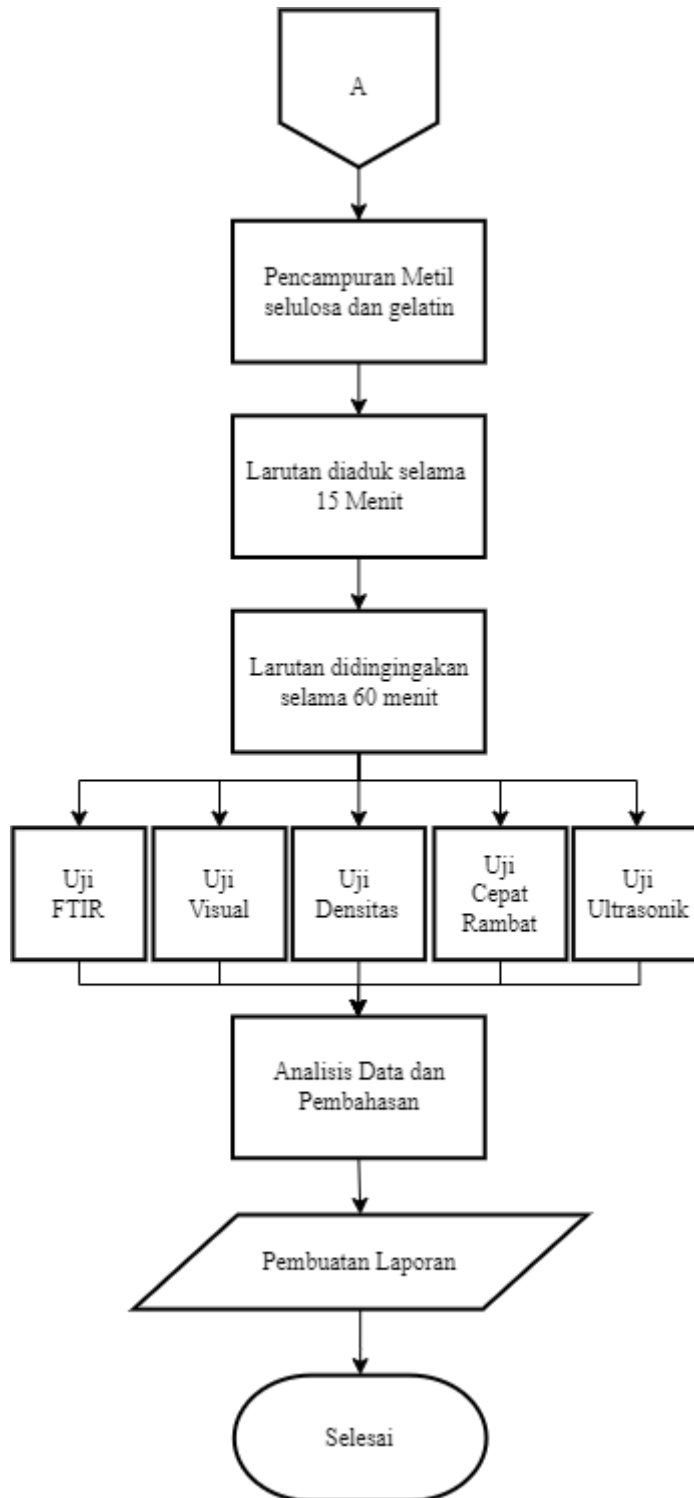 A
Pencampuran Metil
selulosa dan gelatin
Larutan diaduk selama
15 Menit
Larutan didingingakan
selama 60 menit
Uji
FTIR
Uji
Visual
Uji
Densitas
Uji
Cepat
Rambat
Uji
Ultrasonik
Analisis Data dan
Pembahasan
Pembuatan Laporan
Selesai